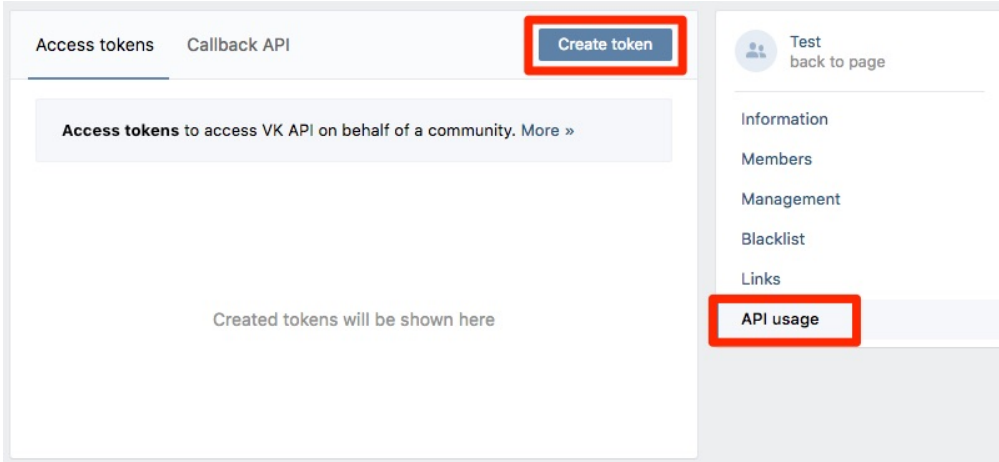 Access tokens
Callback API
Create token
Access tokens to access VK API on behalf of a community. More »
Created tokens will be shown here
Test
back to page
Information
Members
Management
Blacklist
Links
API usage